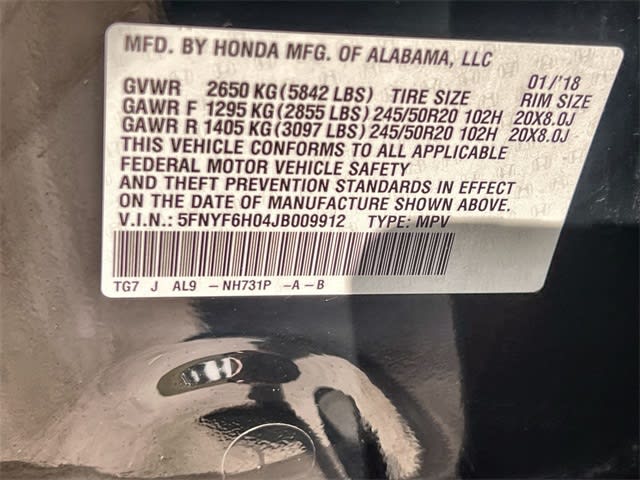 MFD. BY HONDA MFG. OF ALABAMA, LLC
01/'18
GVWR 2650 KG (5842 LBS) TIRE SIZE RIM SIZE
GAWR F 1295 KG (2855 LBS) 245/50R20 102H 20X8.0J
GAWR R 1405 KG (3097 LBS) 245/50R20 102H 20X8.0J
THIS VEHICLE CONFORMS TO ALL APPLICABLE
FEDERAL MOTOR VEHICLE SAFETY
AND THEFT PREVENTION STANDARDS IN EFFECT
ON THE DATE OF MANUFACTURE SHOWN ABOVE.
V.I.N.: 5FNYF6H04JB009912 TYPE: MPV
TG7 J AL9 -NH731P -A-B